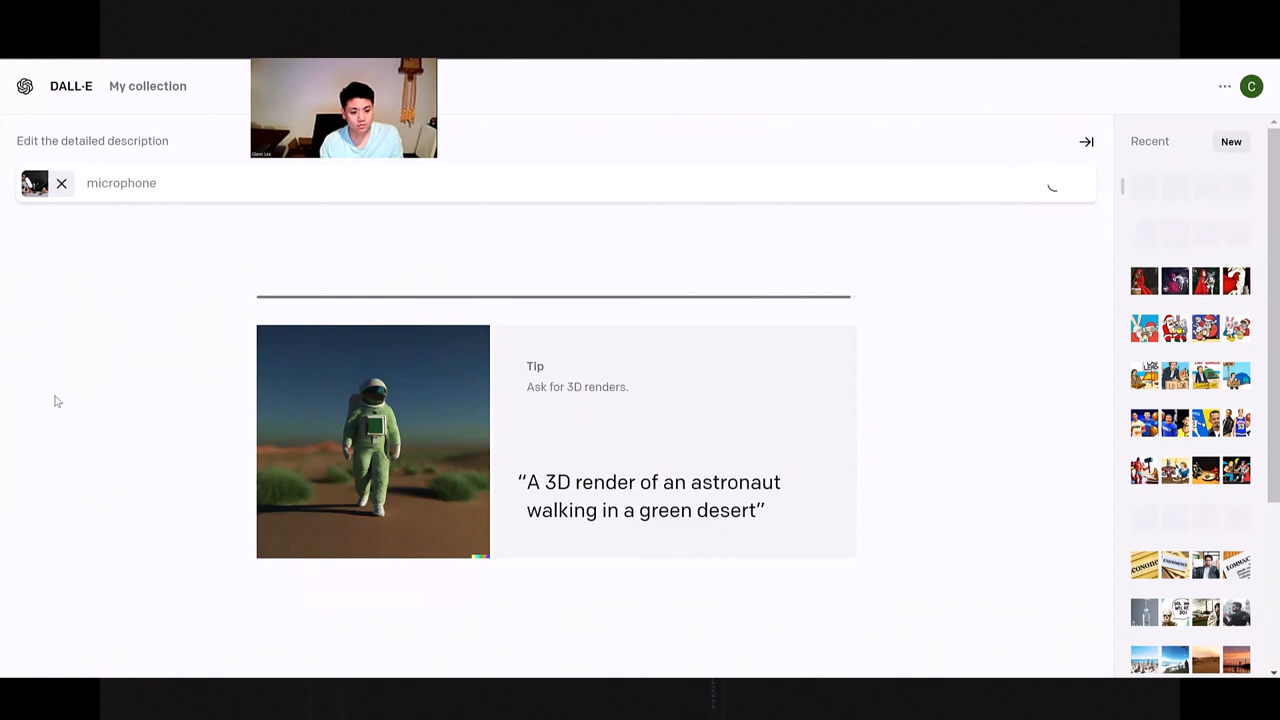 DALL·E My collection
... C
Edit the detailed description
Recent New
microphone
Tip
Ask for 3D renders.
“A 3D render of an astronaut
walking in a green desert”